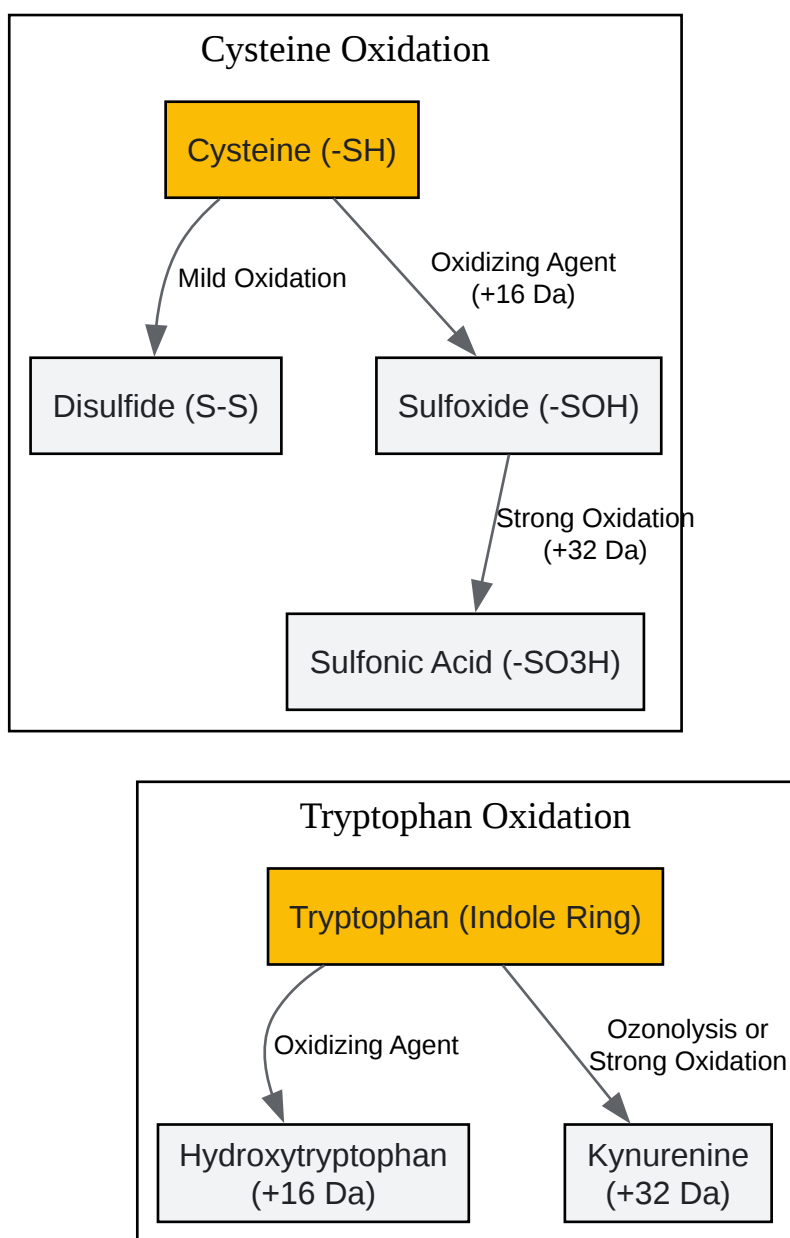 Cysteine Oxidation
Cysteine (-SH)
Mild Oxidation
Oxidizing Agent
(+16 Da)
Disulfide (S-S)
Sulfoxide (-SOH)
Strong Oxidation
(+32 Da)
Sulfonic Acid (-SO3H)
Tryptophan Oxidation
Tryptophan (Indole Ring)
Oxidizing Agent
Ozonolysis or
Strong Oxidation
Hydroxytryptophan
(+16 Da)
Kynurenine
(+32 Da)